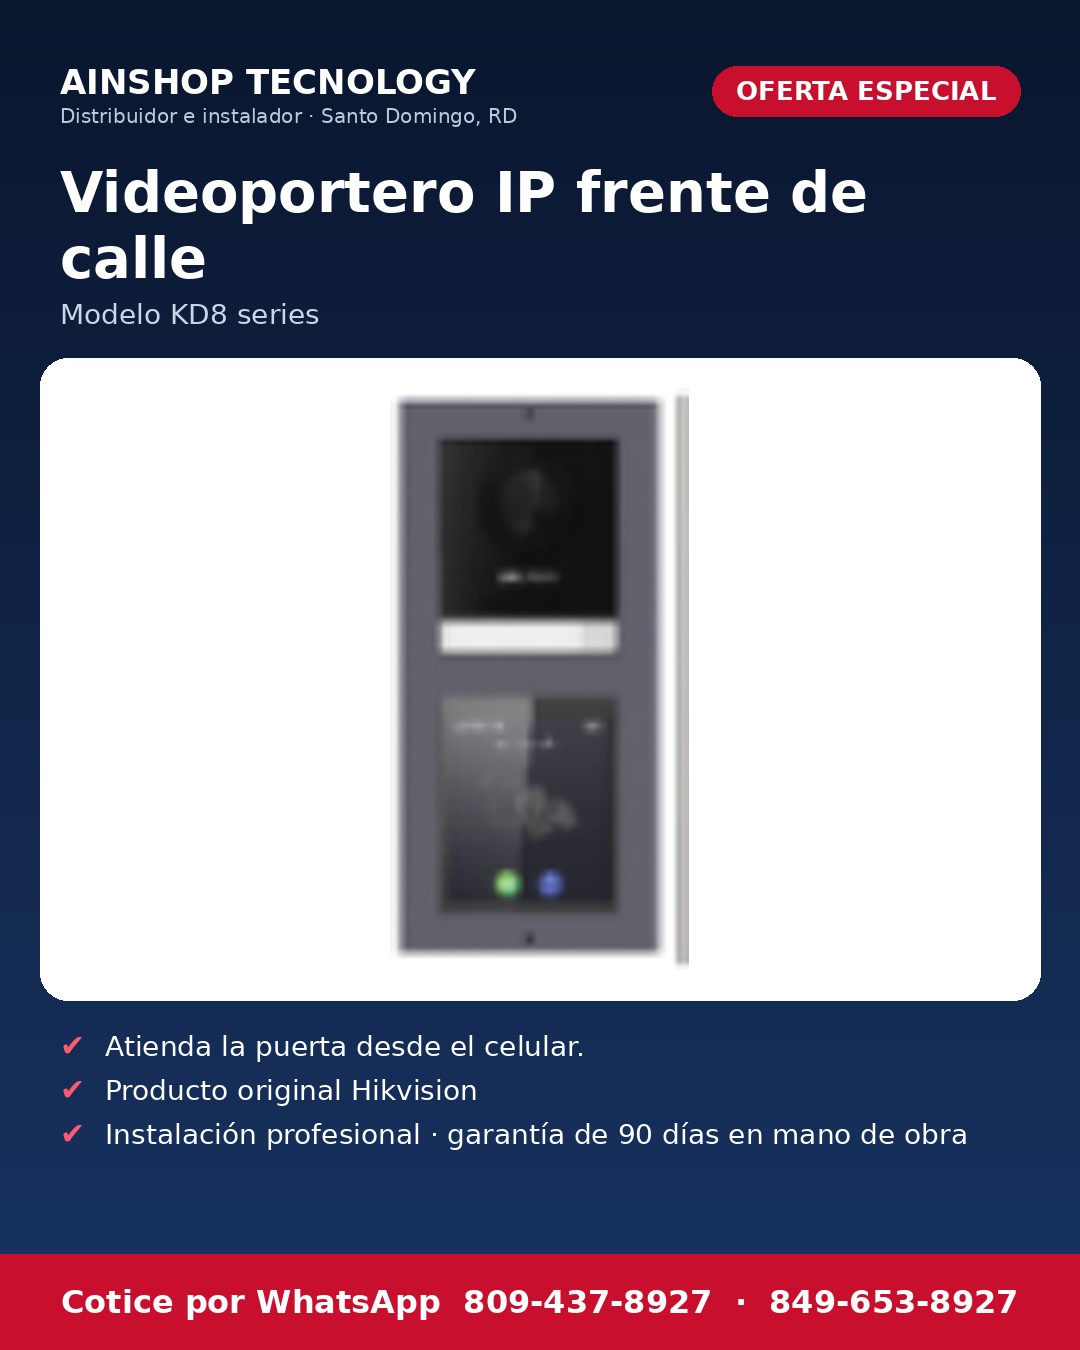 AINSHOP TECNOLOGY
OFERTA ESPECIAL
Distribuidor e instalador · Santo Domingo, RD
Videoportero IP frente de
calle
Modelo KD8 series
✔ Atienda la puerta desde el celular.
✔ Producto original Hikvision
✔ Instalación profesional · garantía de 90 días en mano de obra
Cotice por WhatsApp 809-437-8927 · 849-653-8927